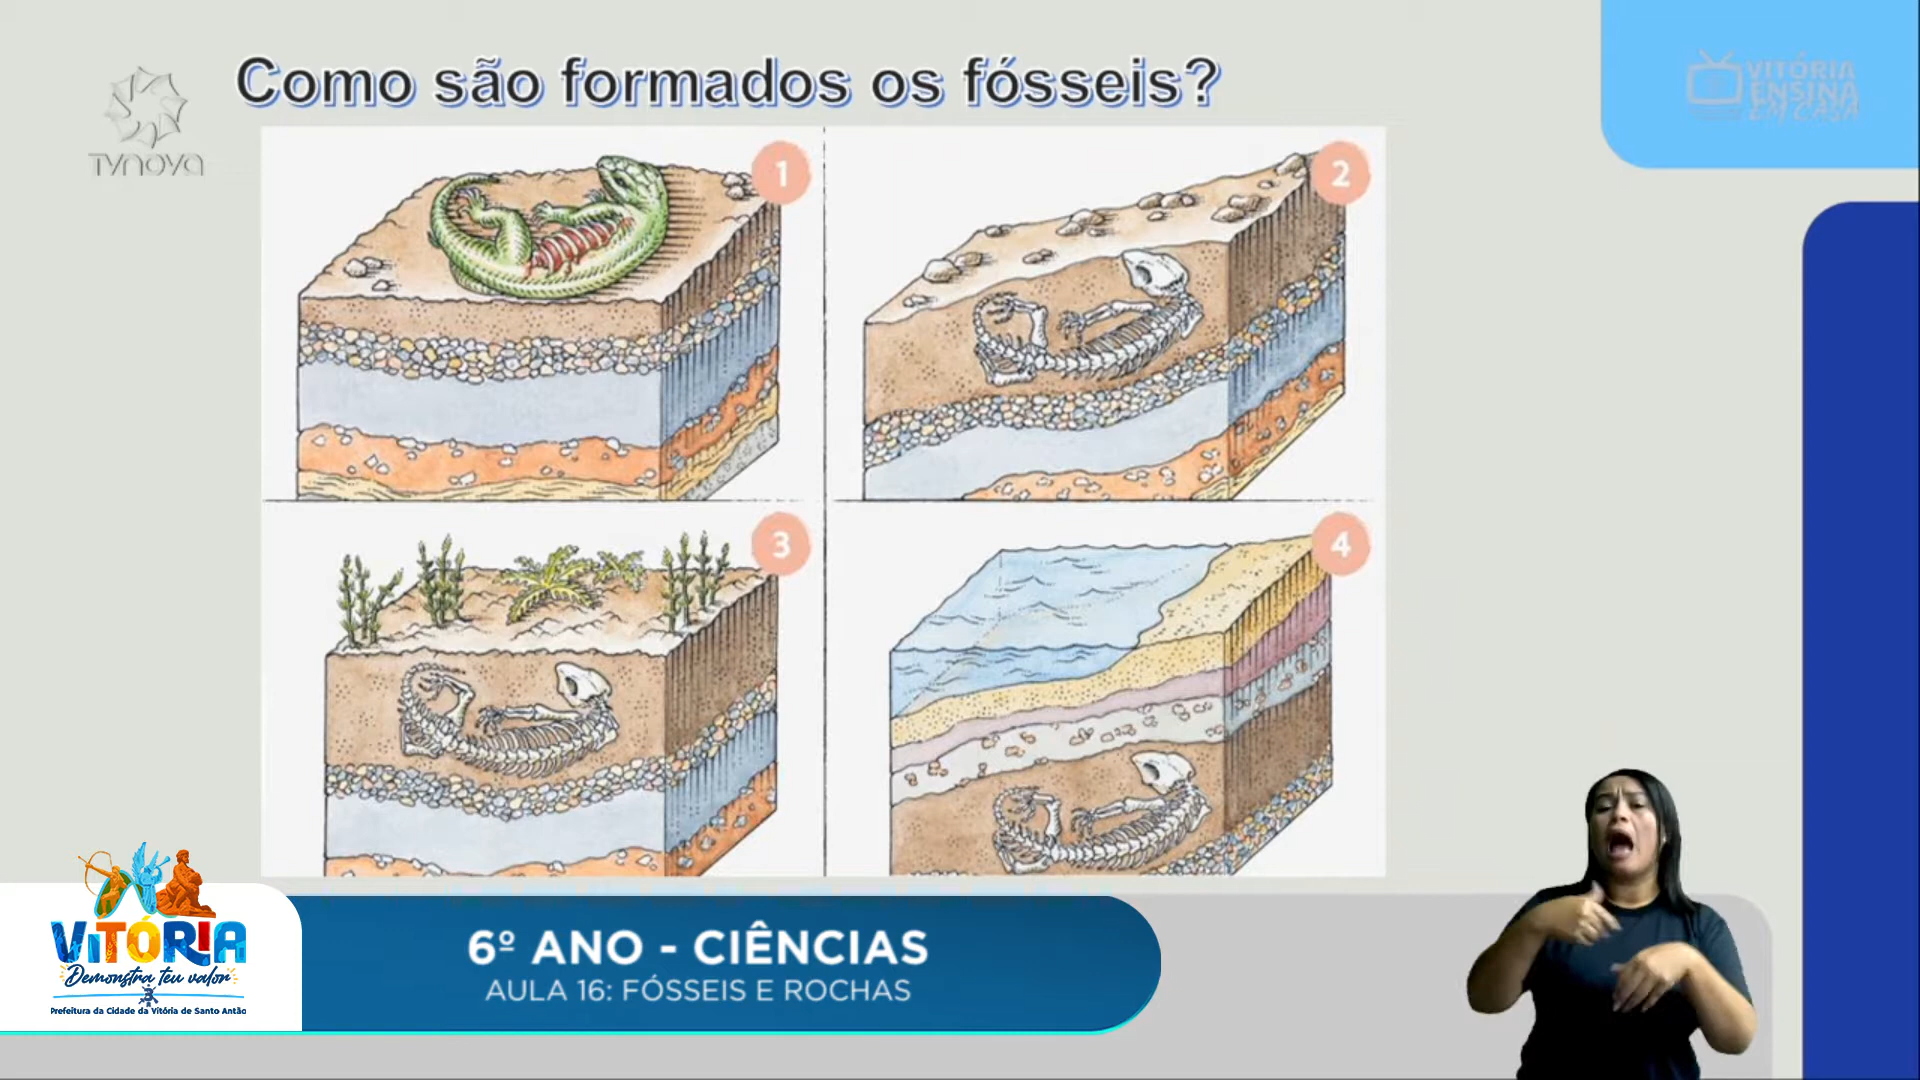 Como são formados os fósseis?
TVNOVA
VITÓRIA
ENSINA
EM CASA
1
2
3
4
VITÓRIA
Demonstra teu valor
Prefeitura da Cidade da Vitória de Santo Antão
6º ANO - CIÊNCIAS
AULA 16: FÓSSEIS E ROCHAS